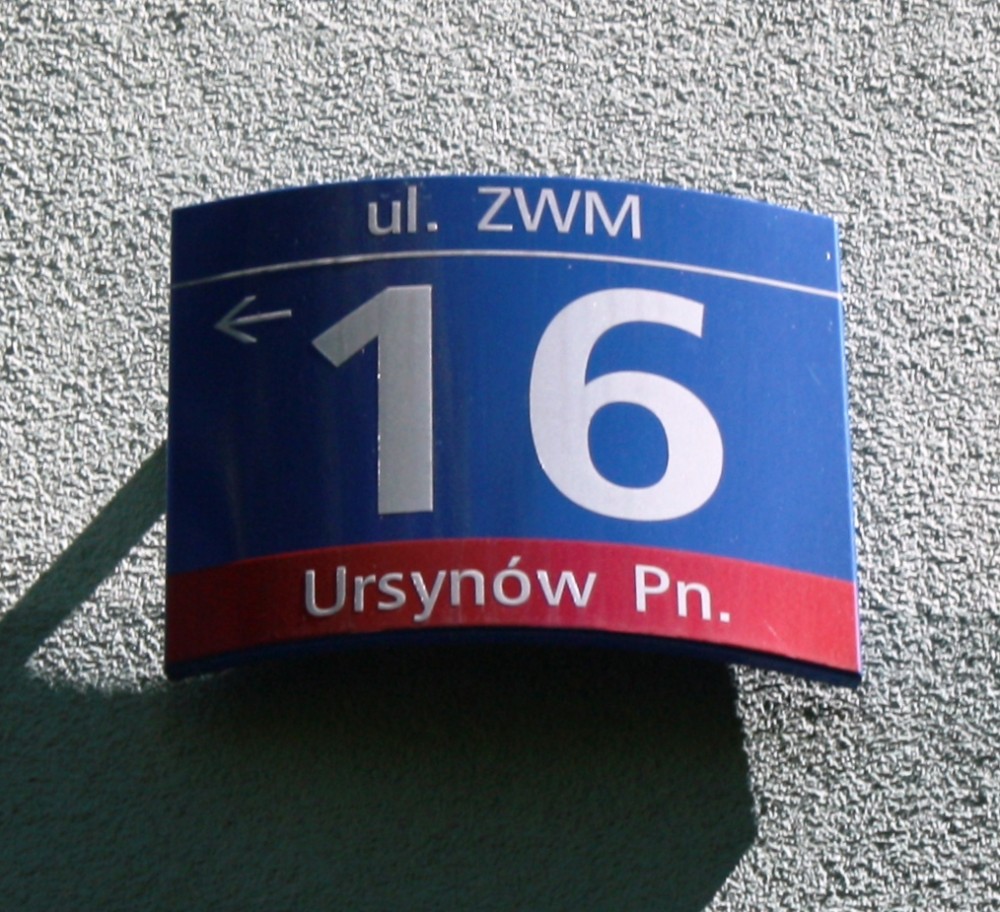 ul. ZWM
← 16
Ursynów Pn.